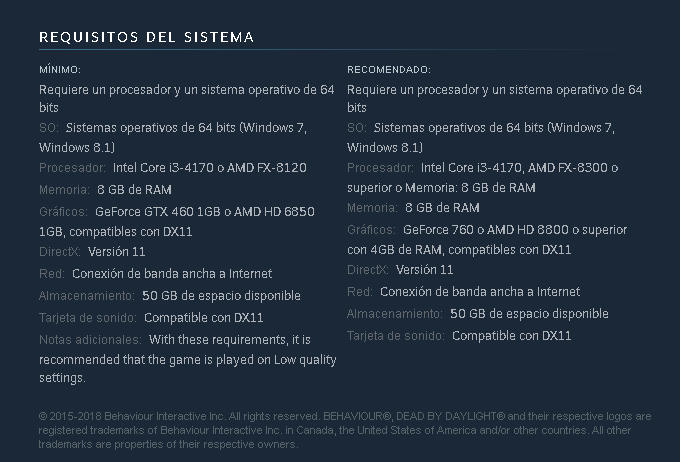 REQUISITOS DEL SISTEMA
MÍNIMO:
Requiere un procesador y un sistema operativo de 64
bits
SO: Sistemas operativos de 64 bits (Windows 7,
Windows 8.1)
Procesador: Intel Core i3-4170 o AMD FX-8120
Memoria: 8 GB de RAM
Gráficos: GeForce GTX 460 1GB o AMD HD 6850
1GB, compatibles con DX11
DirectX: Versión 11
Red: Conexión de banda ancha a Internet
Almacenamiento: 50 GB de espacio disponible
Tarjeta de sonido: Compatible con DX11
Notas adicionales: With these requirements, it is
recommended that the game is played on Low quality
settings.
RECOMENDADO:
Requiere un procesador y un sistema operativo de 64
bits
SO: Sistemas operativos de 64 bits (Windows 7,
Windows 8.1)
Procesador: Intel Core i3-4170, AMD FX-8300 o
superior o Memoria: 8 GB de RAM
Memoria: 8 GB de RAM
Gráficos: GeForce 760 o AMD HD 8800 o superior
con 4GB de RAM, compatibles con DX11
DirectX: Versión 11
Red: Conexión de banda ancha a Internet
Almacenamiento: 50 GB de espacio disponible
Tarjeta de sonido: Compatible con DX11
© 2015-2018 Behaviour Interactive Inc. All rights reserved. BEHAVIOUR®, DEAD BY DAYLIGHT® and their respective logos are
registered trademarks of Behaviour Interactive Inc. in Canada, the United States of America and/or other countries. All other
trademarks are properties of their respective owners.